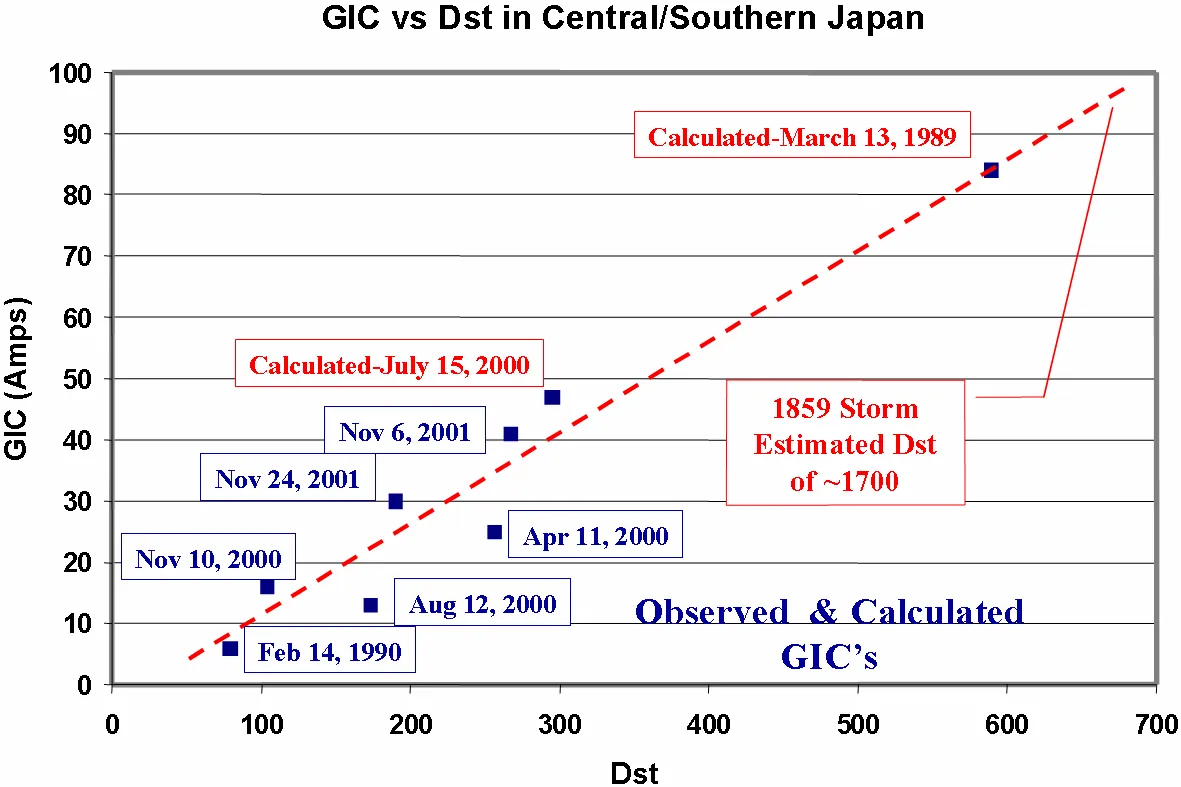 GIC vs Dst in Central/Southern Japan
100
90
80
70
60
50
40
30
20
10
0
GIC (Amps)
Calculated-March 13, 1989
Calculated-July 15, 2000
Nov 6, 2001
Nov 24, 2001
Nov 10, 2000
Apr 11, 2000
Aug 12, 2000
Feb 14, 1990
1859 Storm
Estimated Dst
of ~1700
Observed & Calculated
GIC's
0 100 200 300 400 500 600 700
Dst